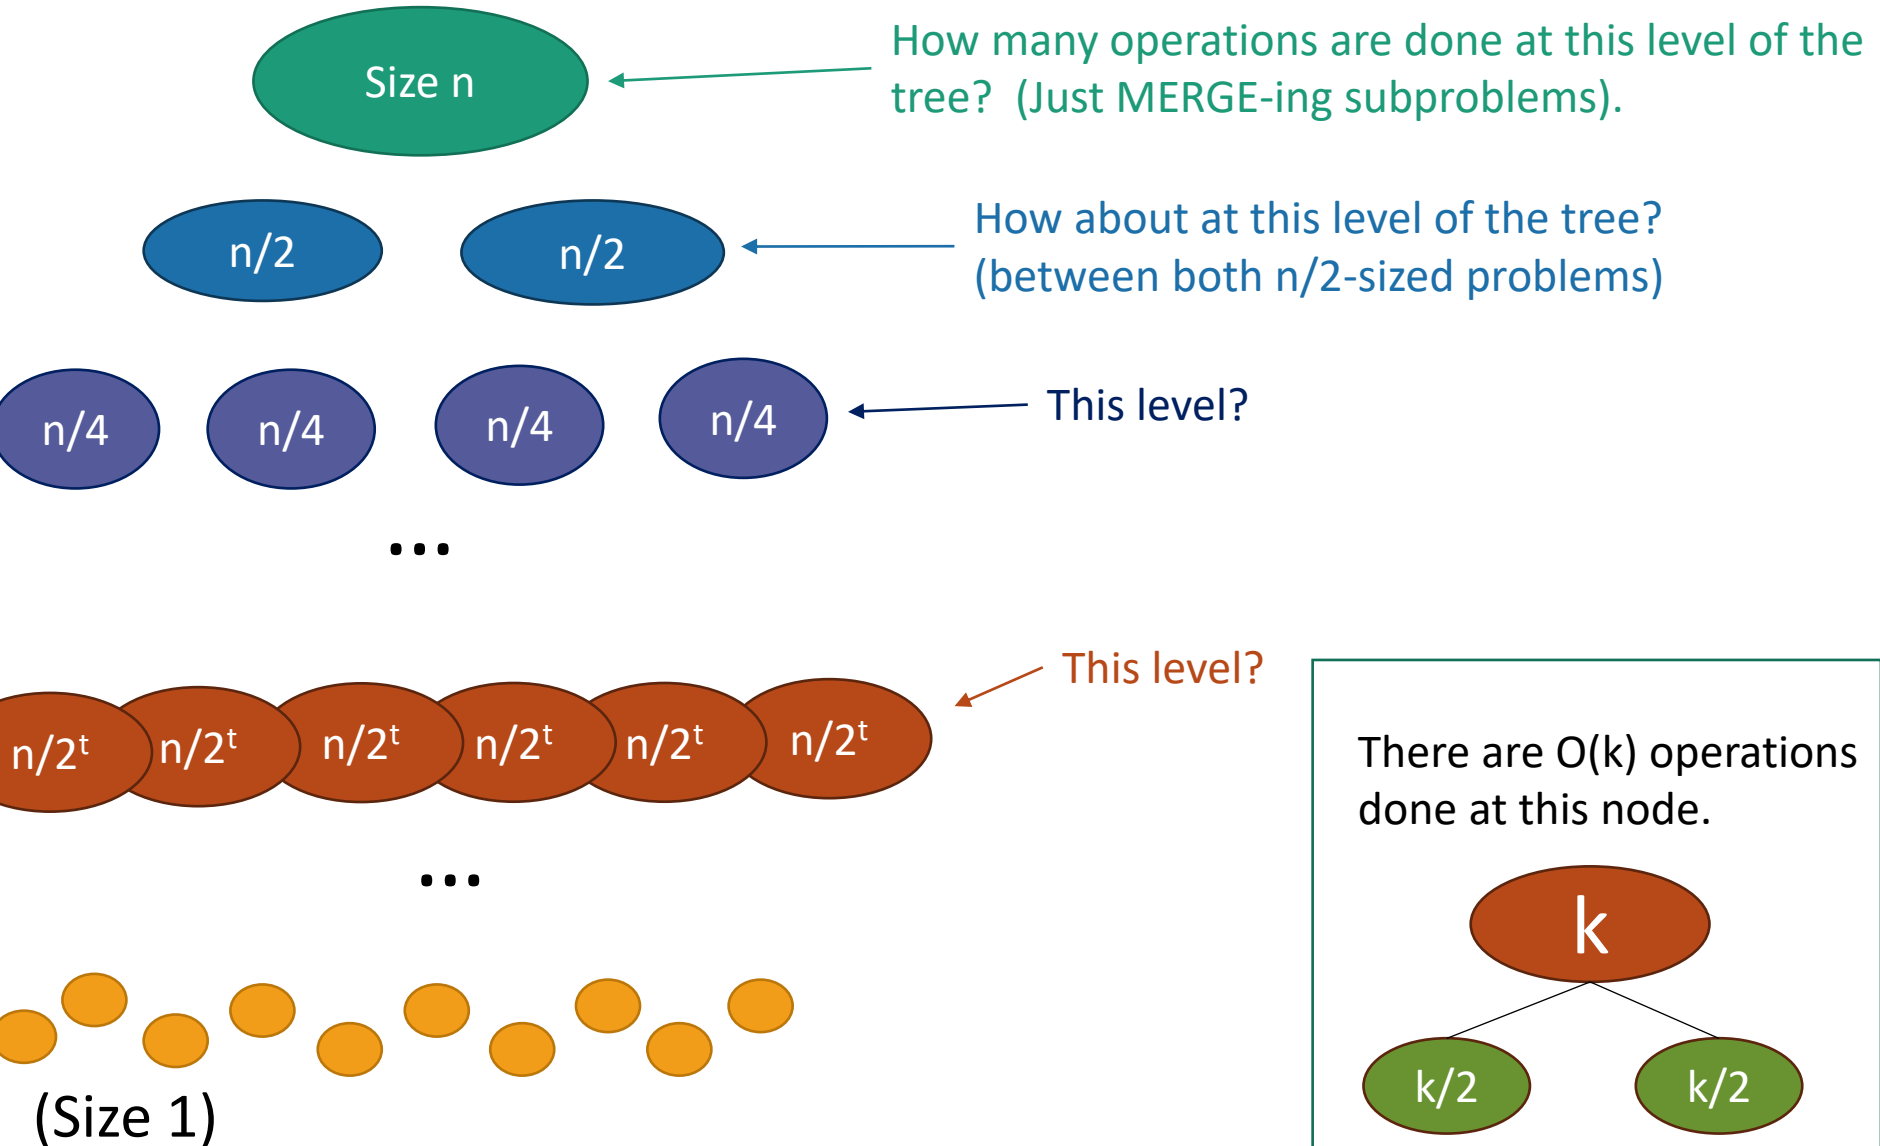 Size n
How many operations are done at this level of the
tree?  (Just MERGE-ing subproblems).
n/2
n/2
How about at this level of the tree?
(between both n/2-sized problems)
n/4
n/4
n/4
n/4
This level?
...
This level?
n/2ᵗ
n/2ᵗ
n/2ᵗ
n/2ᵗ
n/2ᵗ
n/2ᵗ
...
(Size 1)
There are O(k) operations
done at this node.
k
k/2
k/2